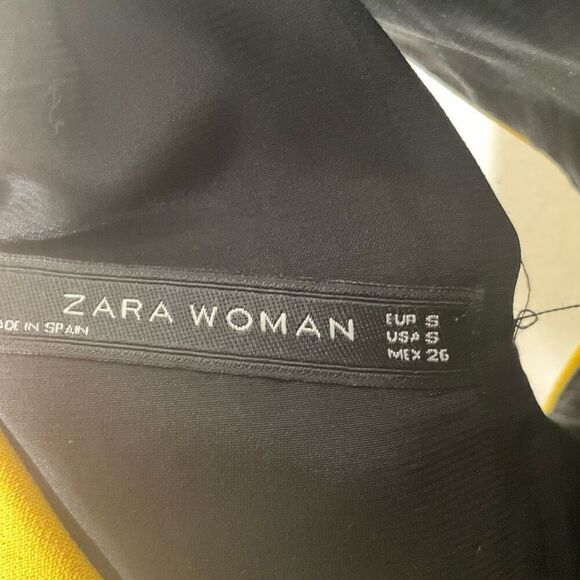 ZARA WOMAN
ADE IN SPAIN
EUR S
USA S
MEX 26